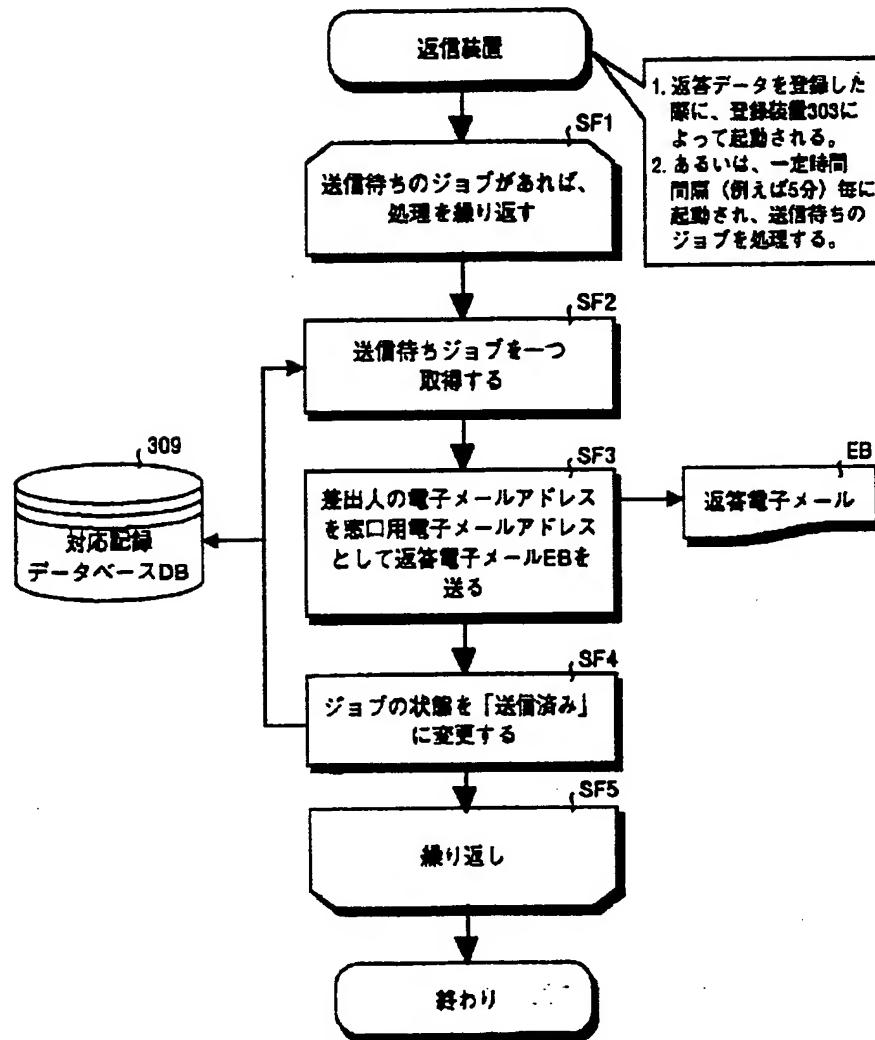 返信装置
1. 返答データを登録した
際に、登録装置303に
よって起動される。
2. あるいは、一定時間
間隔（例えば5分）毎に
起動され、送信待ちの
ジョブを処理する。
SF1
送信待ちのジョブがあれば、
処理を繰り返す
SF2
送信待ちジョブを一つ
取得する
309
対応記録
データベースDB
SF3
差出人の電子メールアドレス
を窓口用電子メールアドレス
として返答電子メールEBを
送る
EB
返答電子メール
SF4
ジョブの状態を「送信済み」
に変更する
SF5
繰り返し
終わり